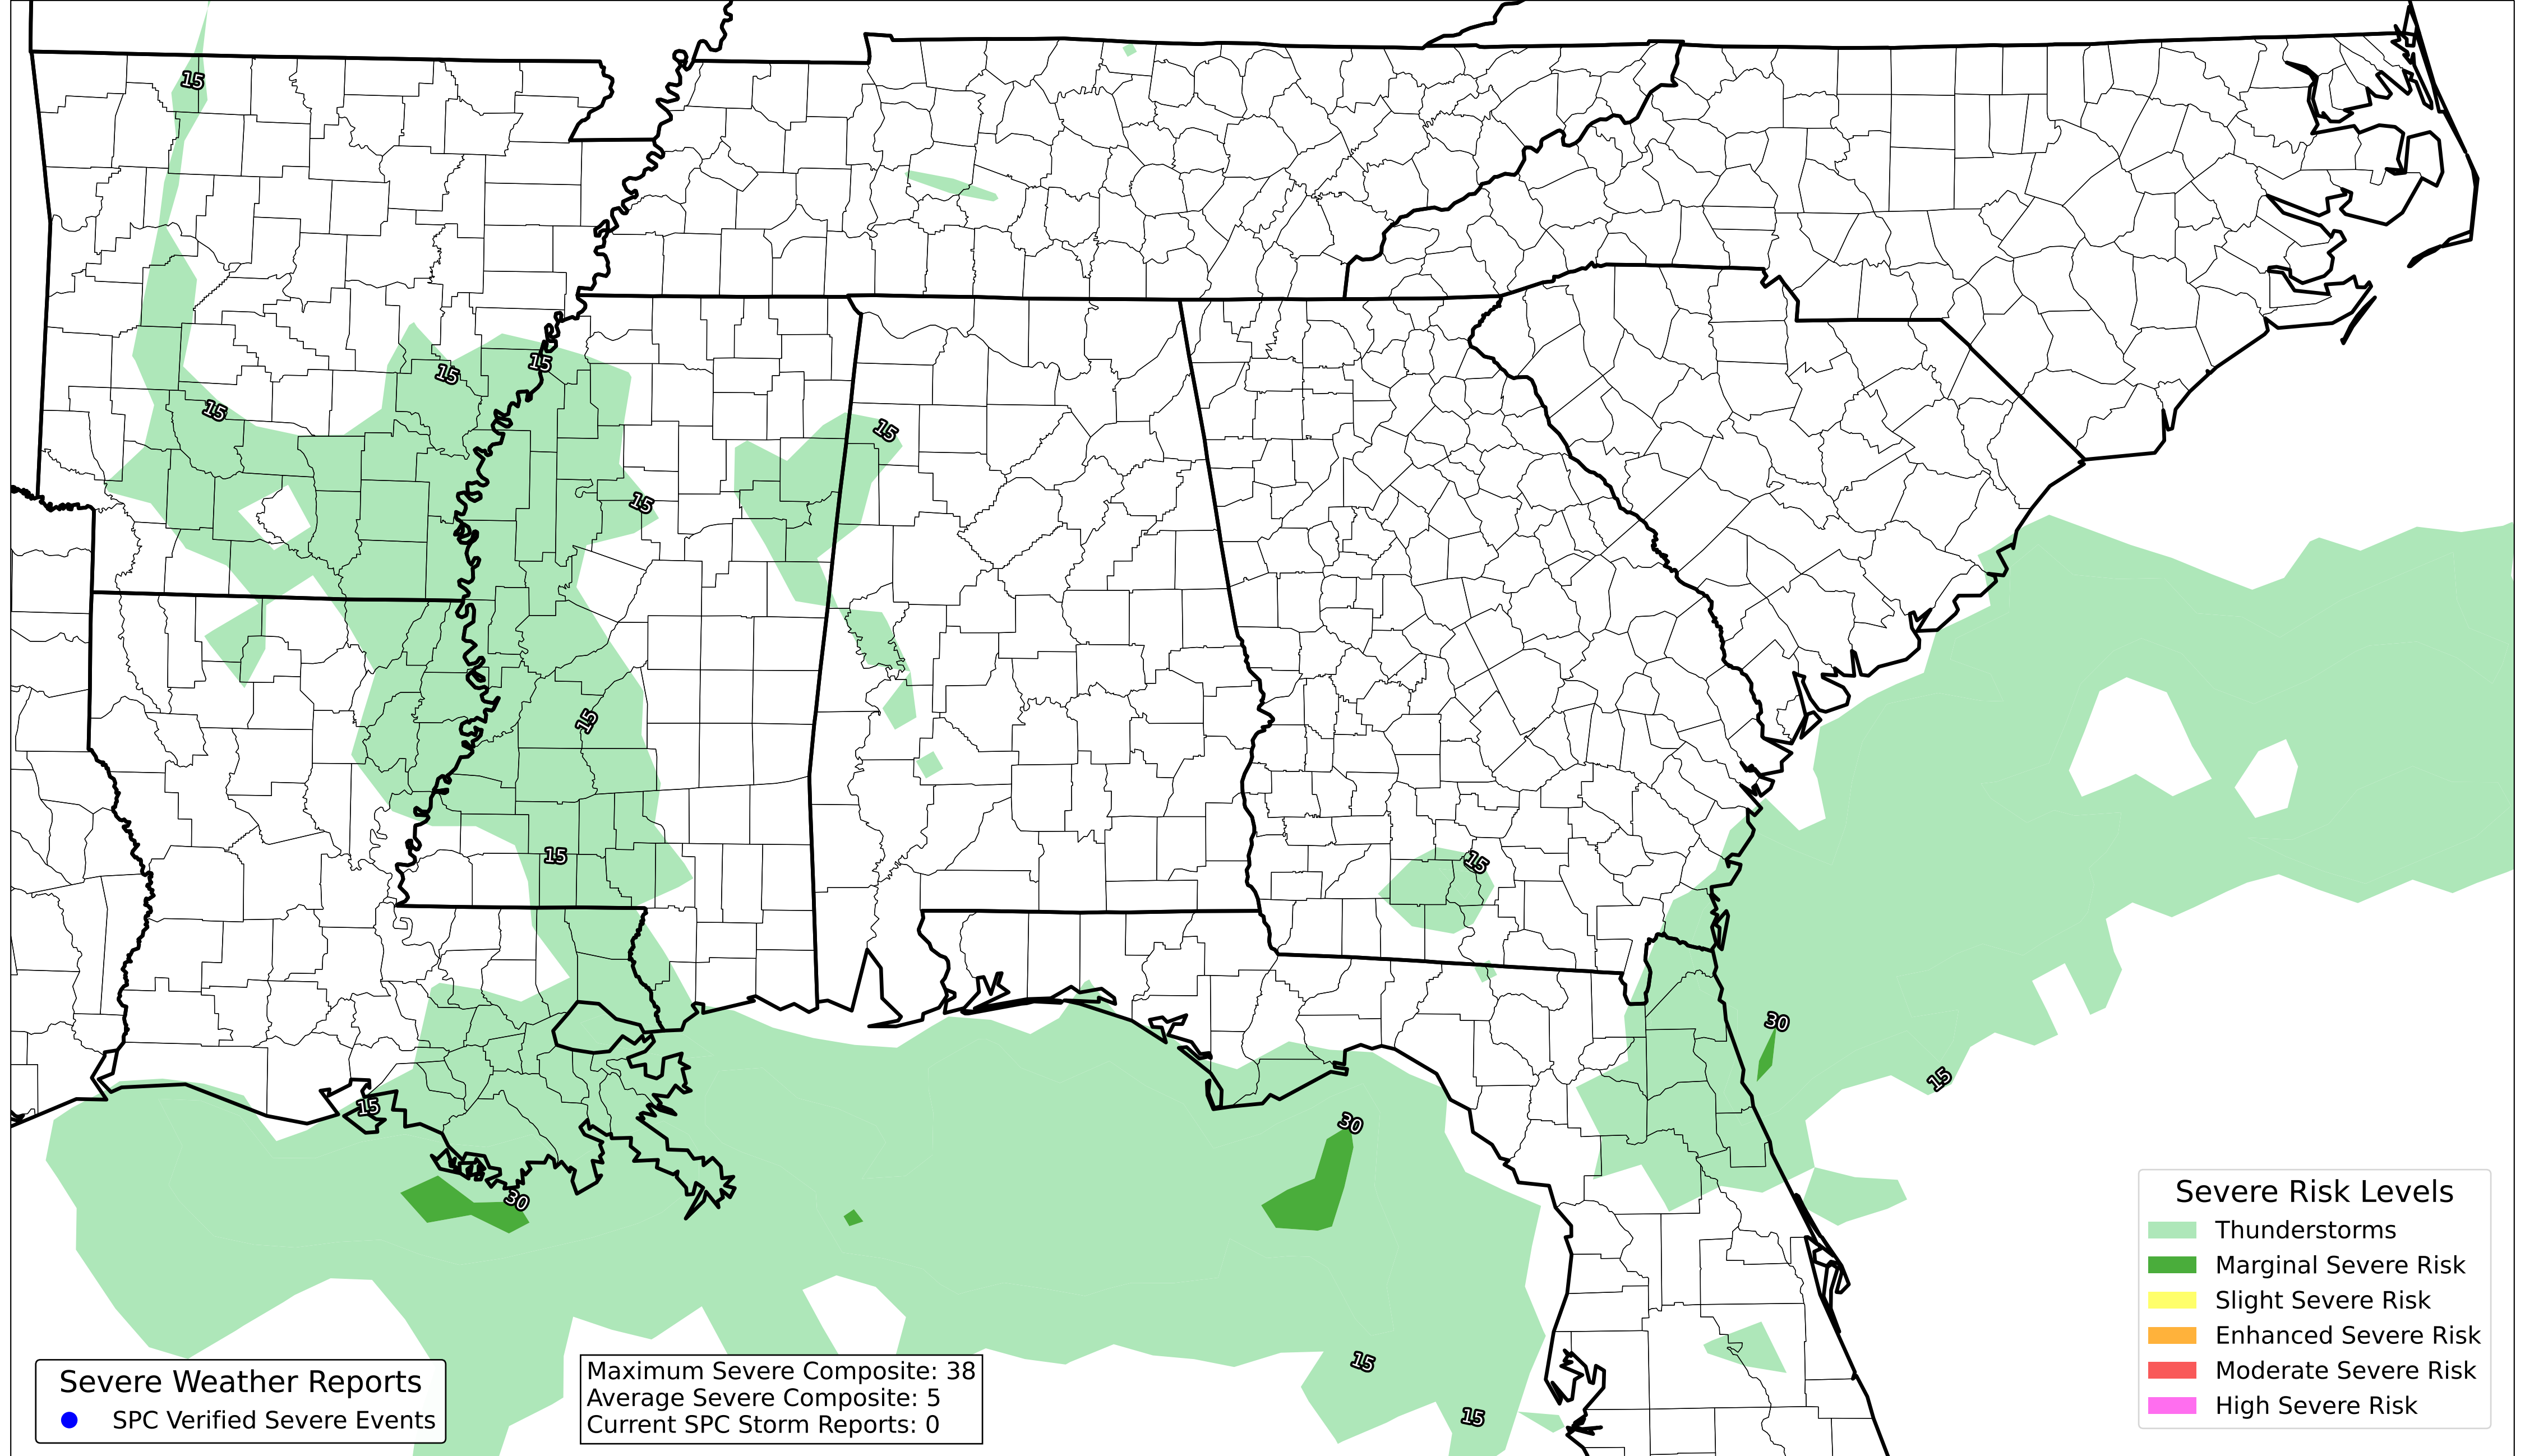 15
15
15
15
15
15
15
15
15
15
30
15
30
30
15
15
Severe Risk Levels
Thunderstorms
Marginal Severe Risk
Slight Severe Risk
Enhanced Severe Risk
Moderate Severe Risk
High Severe Risk
Severe Weather Reports
SPC Verified Severe Events
Maximum Severe Composite: 38
Average Severe Composite: 5
Current SPC Storm Reports: 0